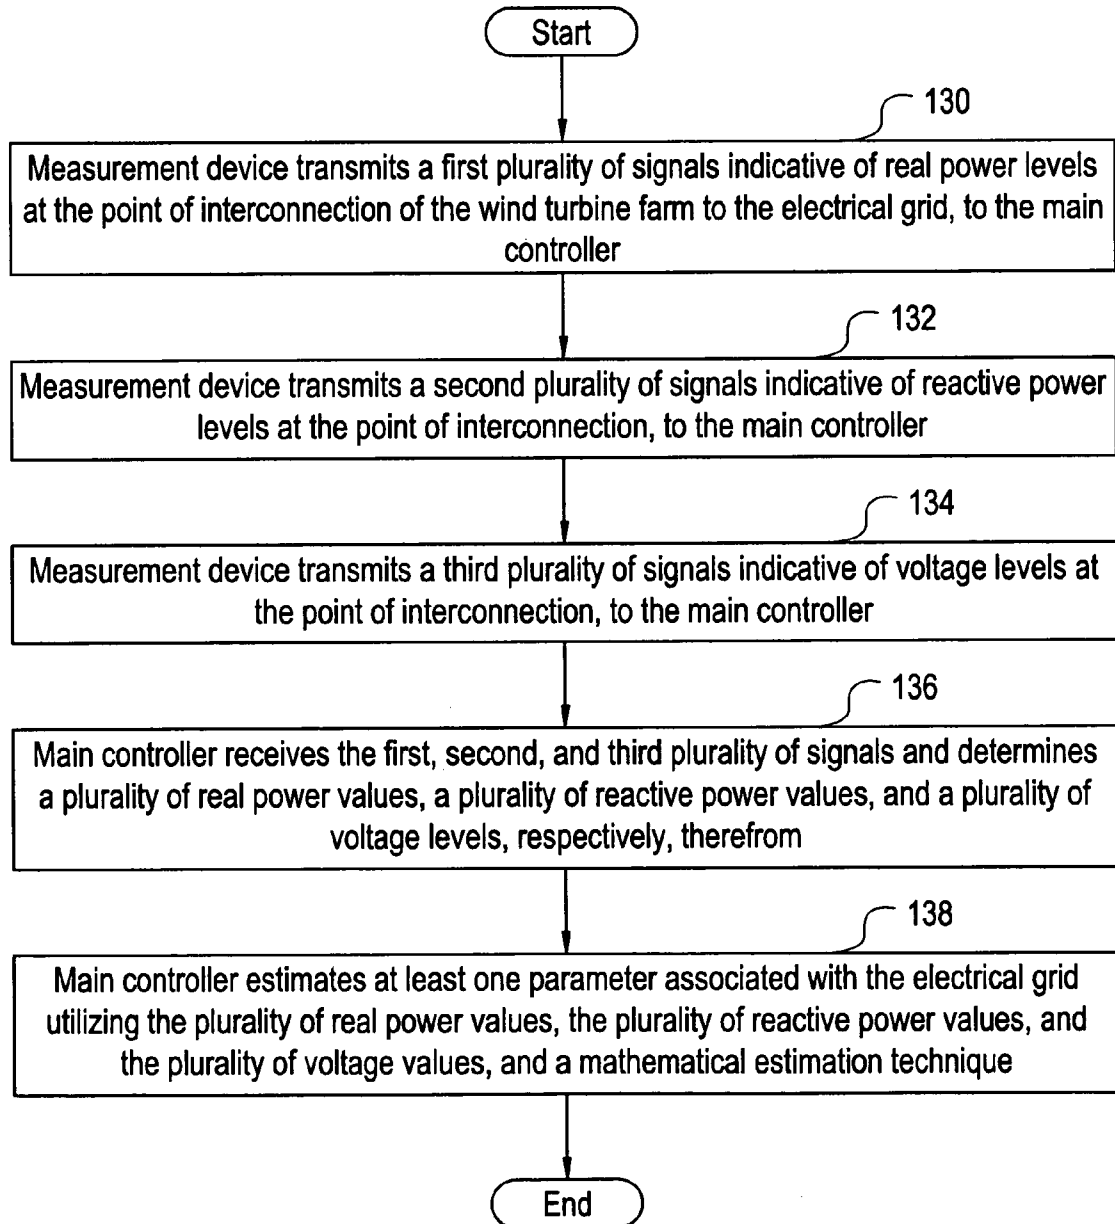 Start
130
Measurement device transmits a first plurality of signals indicative of real power levels
at the point of interconnection of the wind turbine farm to the electrical grid, to the main
controller
132
Measurement device transmits a second plurality of signals indicative of reactive power
levels at the point of interconnection, to the main controller
134
Measurement device transmits a third plurality of signals indicative of voltage levels at
the point of interconnection, to the main controller
136
Main controller receives the first, second, and third plurality of signals and determines
a plurality of real power values, a plurality of reactive power values, and a plurality of
voltage levels, respectively, therefrom
138
Main controller estimates at least one parameter associated with the electrical grid
utilizing the plurality of real power values, the plurality of reactive power values, and
the plurality of voltage values, and a mathematical estimation technique
End